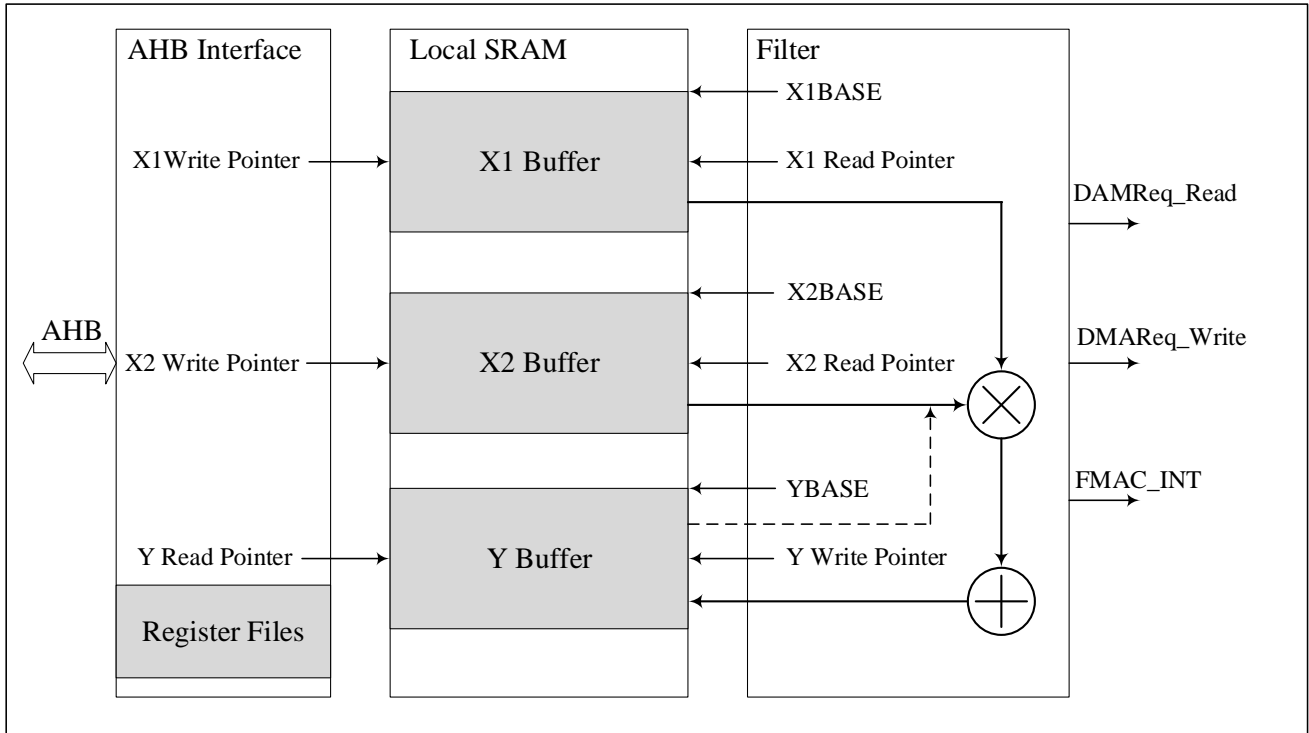 AHB Interface
Local SRAM
Filter
X1BASE
X1Write Pointer
X1 Buffer
X1 Read Pointer
DAMReq_Read
X2BASE
AHB
X2 Write Pointer
X2 Buffer
X2 Read Pointer
DMAReq_Write
YBASE
FMAC_INT
Y Read Pointer
Y Buffer
Y Write Pointer
Register Files